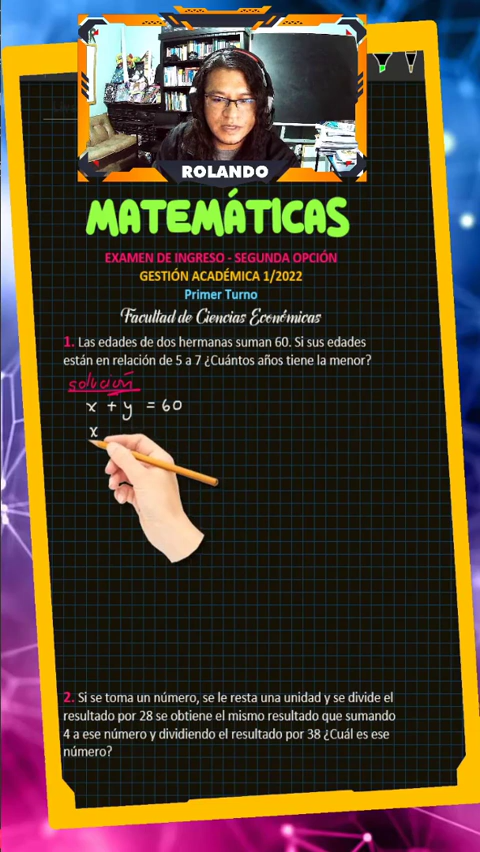 ROLANDO
MATEMÁTICAS
EXAMEN DE INGRESO - SEGUNDA OPCIÓN
GESTIÓN ACADÉMICA 1/2022
Primer Turno
Facultad de Ciencias Económicas
1. Las edades de dos hermanas suman 60. Si sus edades
están en relación de 5 a 7 ¿Cuántos años tiene la menor?
solución
x + y = 60
x
2. Si se toma un número, se le resta una unidad y se divide el
resultado por 28 se obtiene el mismo resultado que sumando
4 a ese número y dividiendo el resultado por 38 ¿Cuál es ese
número?